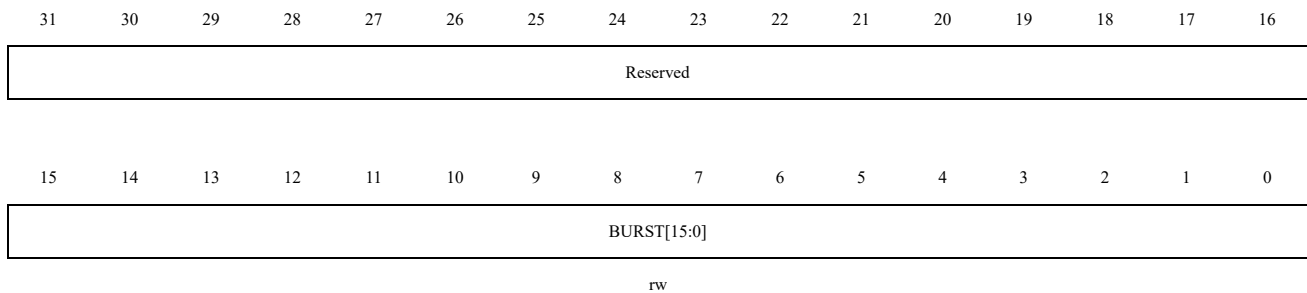 31 30 29 28 27 26 25 24 23 22 21 20 19 18 17 16
Reserved
15 14 13 12 11 10 9 8 7 6 5 4 3 2 1 0
BURST[15:0]
rw